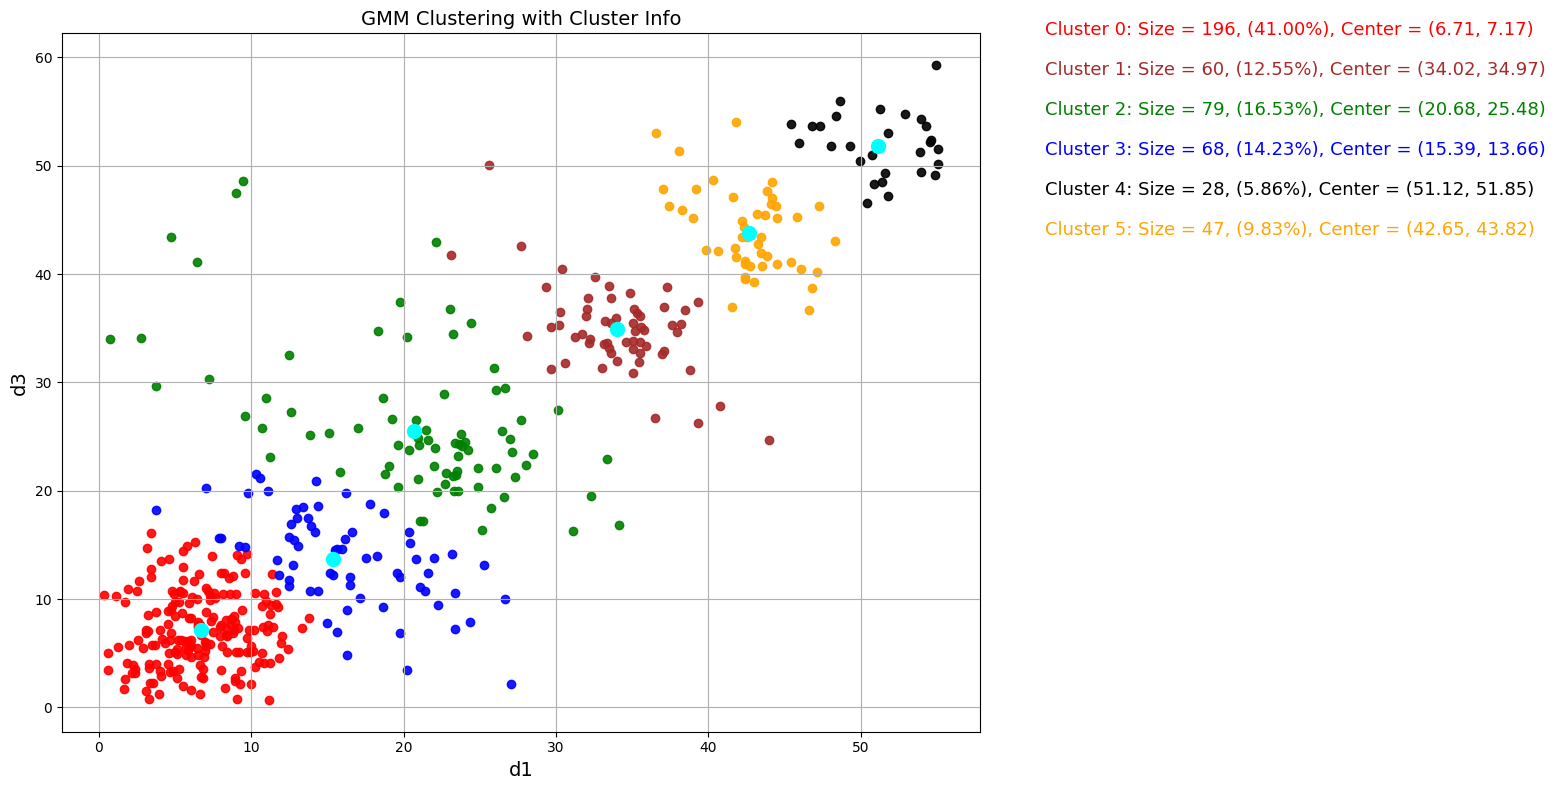 GMM Clustering with Cluster Info
Cluster 0: Size = 196, (41.00%), Center = (6.71, 7.17)
Cluster 1: Size = 60, (12.55%), Center = (34.02, 34.97)
Cluster 2: Size = 79, (16.53%), Center = (20.68, 25.48)
Cluster 3: Size = 68, (14.23%), Center = (15.39, 13.66)
Cluster 4: Size = 28, (5.86%), Center = (51.12, 51.85)
Cluster 5: Size = 47, (9.83%), Center = (42.65, 43.82)
60
50
40
30
20
10
0
d3
0 10 20 30 40 50
d1